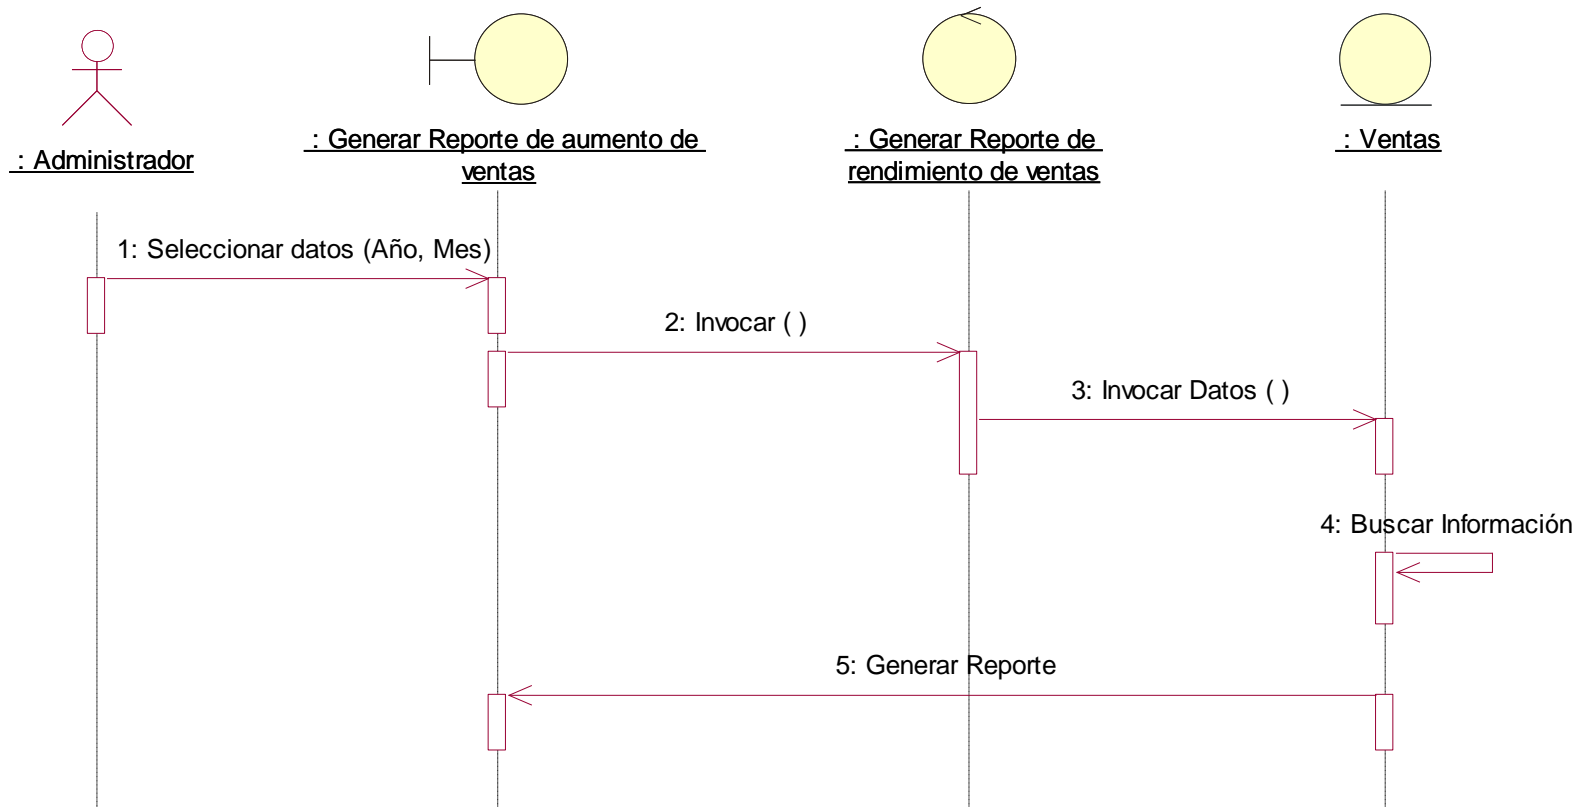 : Administrador
: Generar Reporte de aumento de
ventas
: Generar Reporte de
rendimiento de ventas
: Ventas
1: Seleccionar datos (Año, Mes)
2: Invocar ( )
3: Invocar Datos ( )
4: Buscar Información
5: Generar Reporte